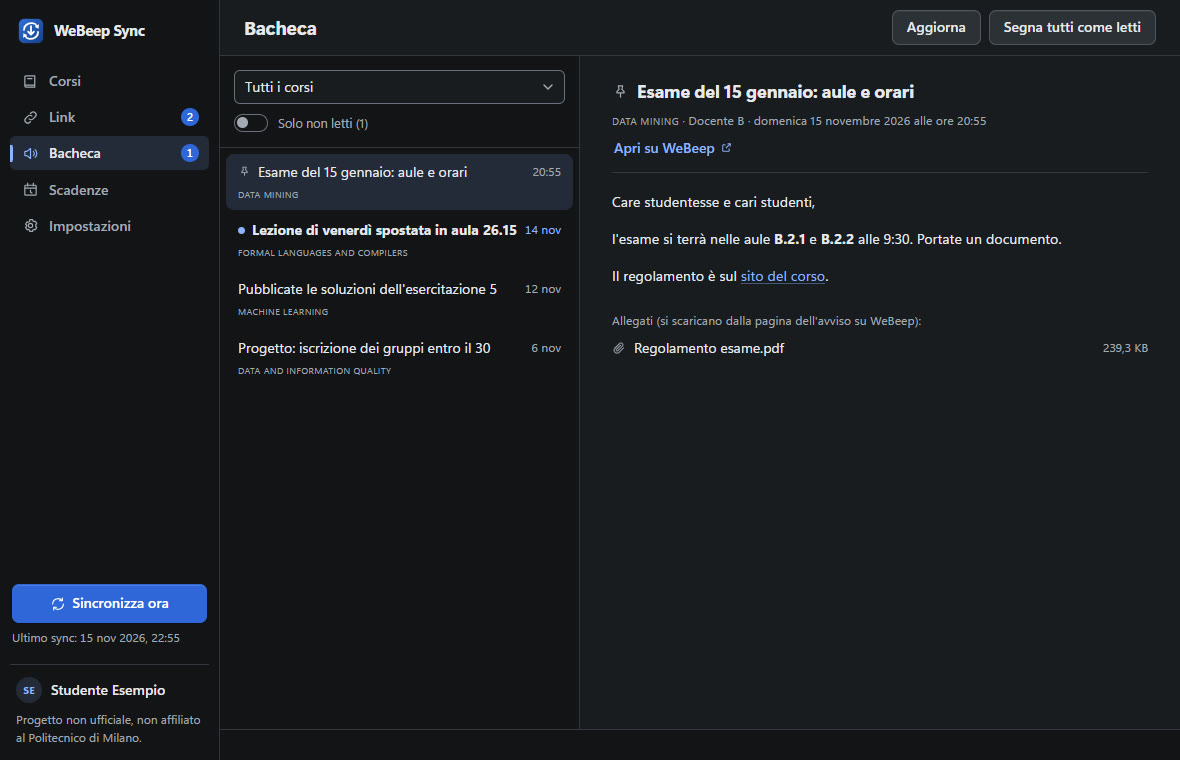 WeBeep Sync
Corsi
Link 2
Bacheca 1
Scadenze
Impostazioni
Sincronizza ora
Ultimo sync: 15 nov 2026, 22:55
SE Studente Esempio
Progetto non ufficiale, non affiliato
al Politecnico di Milano.
Bacheca
Aggiorna
Segna tutti come letti
Tutti i corsi
Solo non letti (1)
Esame del 15 gennaio: aule e orari 20:55
DATA MINING
Lezione di venerdì spostata in aula 26.15 14 nov
FORMAL LANGUAGES AND COMPILERS
Pubblicate le soluzioni dell'esercitazione 5 12 nov
MACHINE LEARNING
Progetto: iscrizione dei gruppi entro il 30 6 nov
DATA AND INFORMATION QUALITY
Esame del 15 gennaio: aule e orari
DATA MINING · Docente B · domenica 15 novembre 2026 alle ore 20:55
Apri su WeBeep
Care studentesse e cari studenti,
l'esame si terrà nelle aule B.2.1 e B.2.2 alle 9:30. Portate un documento.
Il regolamento è sul sito del corso.
Allegati (si scaricano dalla pagina dell'avviso su WeBeep):
Regolamento esame.pdf 239,3 KB